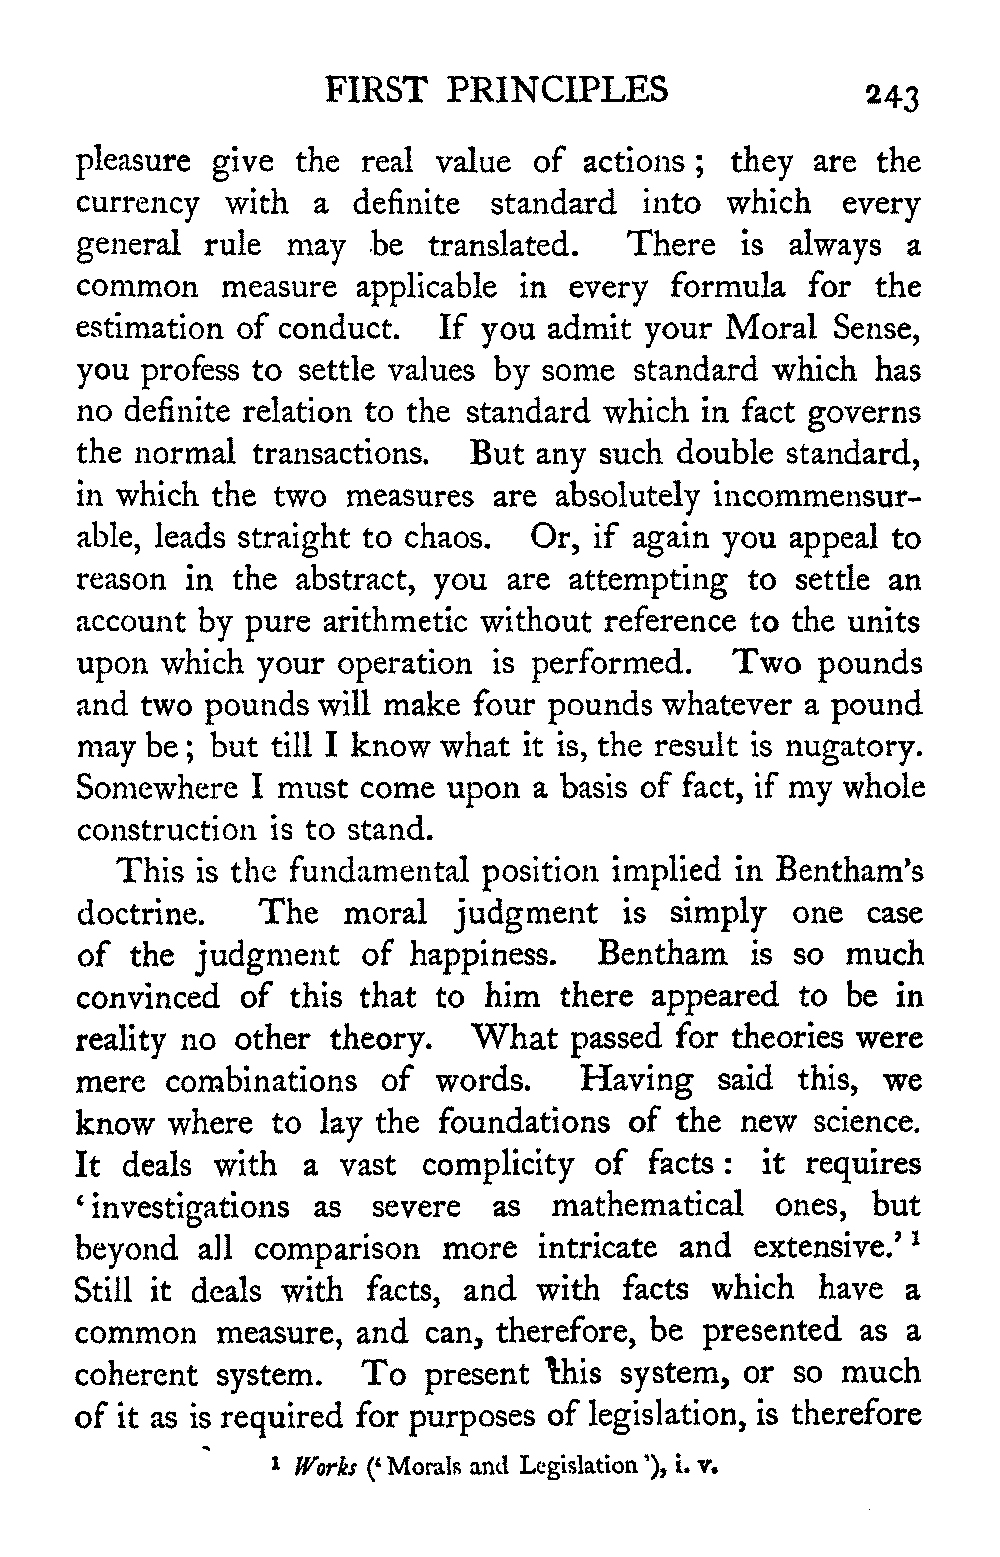 FIRST PRINCIPLES 243
pleasure give the real value of actions ; they are the
currency with a definite standard into which every
general rule may be translated. There is always a
common measure applicable in every formula for the
estimation of conduct. If you admit your Moral Sense,
you profess to settle values by some standard which has
no definite relation to the standard which in fact governs
the normal transactions. But any such double standard,
in which the two measures are absolutely incommensur-
able, leads straight to chaos. Or, if again you appeal to
reason in the abstract, you are attempting to settle an
account by pure arithmetic without reference to the units
upon which your operation is performed. Two pounds
and two pounds will make four pounds whatever a pound
may be ; but till I know what it is, the result is nugatory.
Somewhere I must come upon a basis of fact, if my whole
construction is to stand.
This is the fundamental position implied in Bentham's
doctrine. The moral judgment is simply one case
of the judgment of happiness. Bentham is so much
convinced of this that to him there appeared to be in
reality no other theory. What passed for theories were
mere combinations of words. Having said this, we
know where to lay the foundations of the new science.
It deals with a vast complicity of facts : it requires
‘investigations as severe as mathematical ones, but
beyond all comparison more intricate and extensive.’ ¹
Still it deals with facts, and with facts which have a
common measure, and can, therefore, be presented as a
coherent system. To present this system, or so much
of it as is required for purposes of legislation, is therefore
¹ Works (‘Morals and Legislation’), i. v.